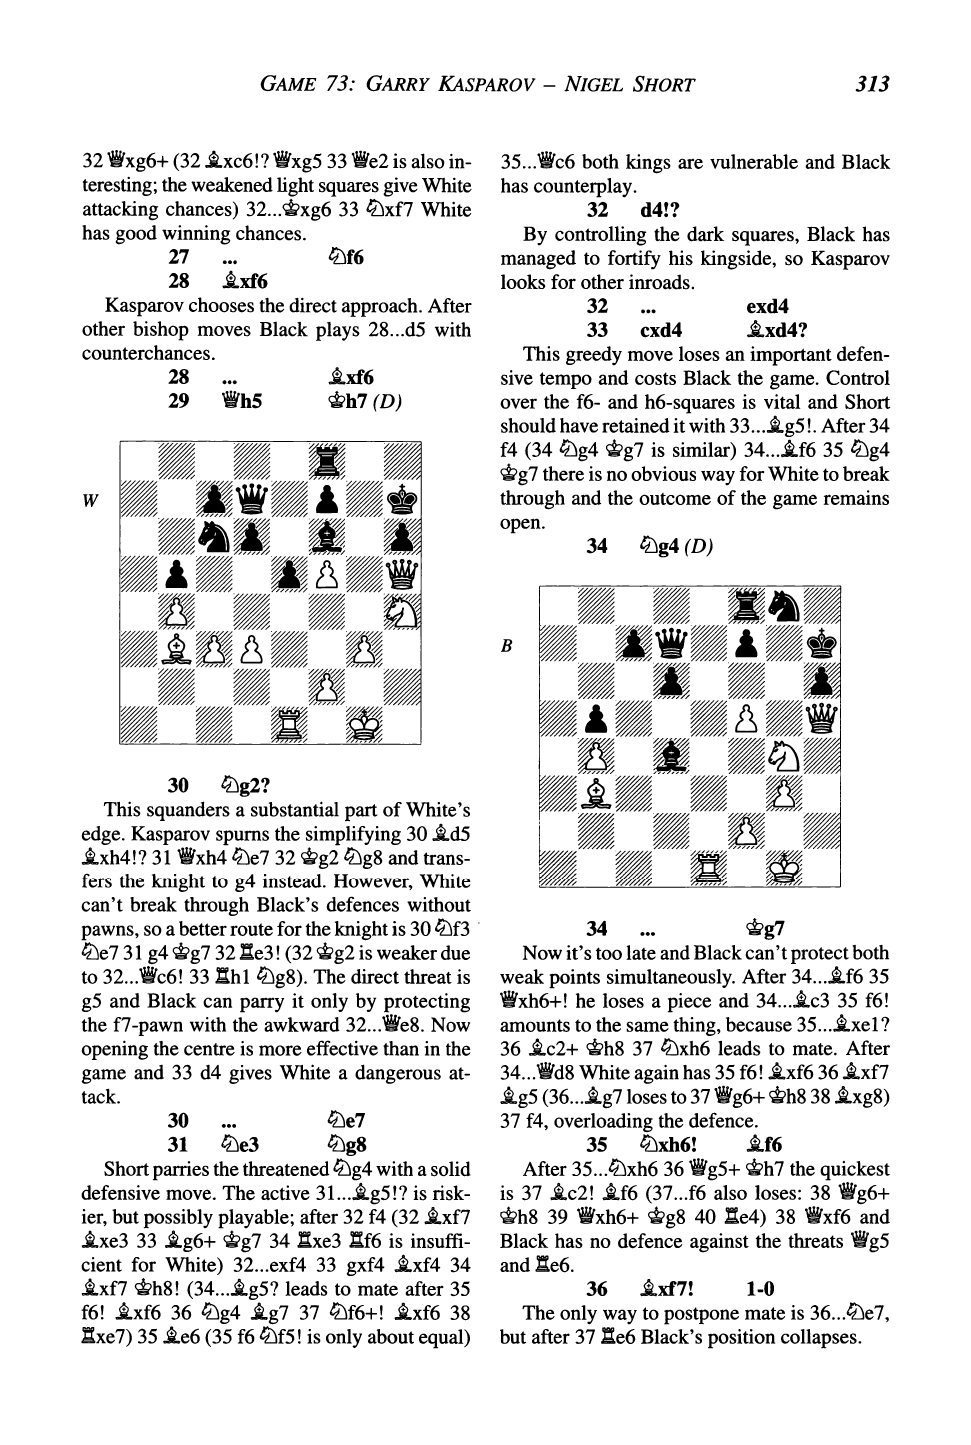 GAME 73: GARRY KASPAROV – NIGEL SHORT 313
32 ♕xg6+ (32 ♗xc6!? ♕xg5 33 ♕e2 is also in-
teresting; the weakened light squares give White
attacking chances) 32...♔xg6 33 ♘xf7 White
has good winning chances.
27 ... ♘f6
28 ♗xf6
Kasparov chooses the direct approach. After
other bishop moves Black plays 28...d5 with
counterchances.
28 ... ♗xf6
29 ♕h5 ♔h7 (D)
W
30 ♘g2?
This squanders a substantial part of White's
edge. Kasparov spurns the simplifying 30 ♗d5
♗xh4!? 31 ♕xh4 ♘e7 32 ♔g2 ♘g8 and trans-
fers the knight to g4 instead. However, White
can't break through Black's defences without
pawns, so a better route for the knight is 30 ♘f3
♘e7 31 g4 ♔g7 32 ♖e3! (32 ♔g2 is weaker due
to 32...♕c6! 33 ♖h1 ♘g8). The direct threat is
g5 and Black can parry it only by protecting
the f7-pawn with the awkward 32...♕e8. Now
opening the centre is more effective than in the
game and 33 d4 gives White a dangerous at-
tack.
30 ... ♘e7
31 ♘e3 ♘g8
Short parries the threatened ♘g4 with a solid
defensive move. The active 31...♗g5!? is risk-
ier, but possibly playable; after 32 f4 (32 ♗xf7
♗xe3 33 ♗g6+ ♔g7 34 ♖xe3 ♖f6 is insuffi-
cient for White) 32...exf4 33 gxf4 ♗xf4 34
♗xf7 ♔h8! (34...♗g5? leads to mate after 35
f6! ♗xf6 36 ♘g4 ♗g7 37 ♘f6+! ♗xf6 38
♖xe7) 35 ♗e6 (35 f6 ♘f5! is only about equal)
35...♕c6 both kings are vulnerable and Black
has counterplay.
32 d4!?
By controlling the dark squares, Black has
managed to fortify his kingside, so Kasparov
looks for other inroads.
32 ... exd4
33 cxd4 ♗xd4?
This greedy move loses an important defen-
sive tempo and costs Black the game. Control
over the f6- and h6-squares is vital and Short
should have retained it with 33...♗g5!. After 34
f4 (34 ♘g4 ♔g7 is similar) 34...♗f6 35 ♘g4
♔g7 there is no obvious way for White to break
through and the outcome of the game remains
open.
34 ♘g4 (D)
B
34 ... ♔g7
Now it's too late and Black can't protect both
weak points simultaneously. After 34...♗f6 35
♕xh6+! he loses a piece and 34...♗c3 35 f6!
amounts to the same thing, because 35...♗xe1?
36 ♗c2+ ♔h8 37 ♘xh6 leads to mate. After
34...♕d8 White again has 35 f6! ♗xf6 36 ♗xf7
♗g5 (36...♗g7 loses to 37 ♕g6+ ♔h8 38 ♗xg8)
37 f4, overloading the defence.
35 ♘xh6! ♗f6
After 35...♘xh6 36 ♕g5+ ♔h7 the quickest
is 37 ♗c2! ♗f6 (37...f6 also loses: 38 ♕g6+
♔h8 39 ♕xh6+ ♔g8 40 ♖e4) 38 ♕xf6 and
Black has no defence against the threats ♕g5
and ♖e6.
36 ♗xf7! 1-0
The only way to postpone mate is 36...♘e7,
but after 37 ♖e6 Black's position collapses.